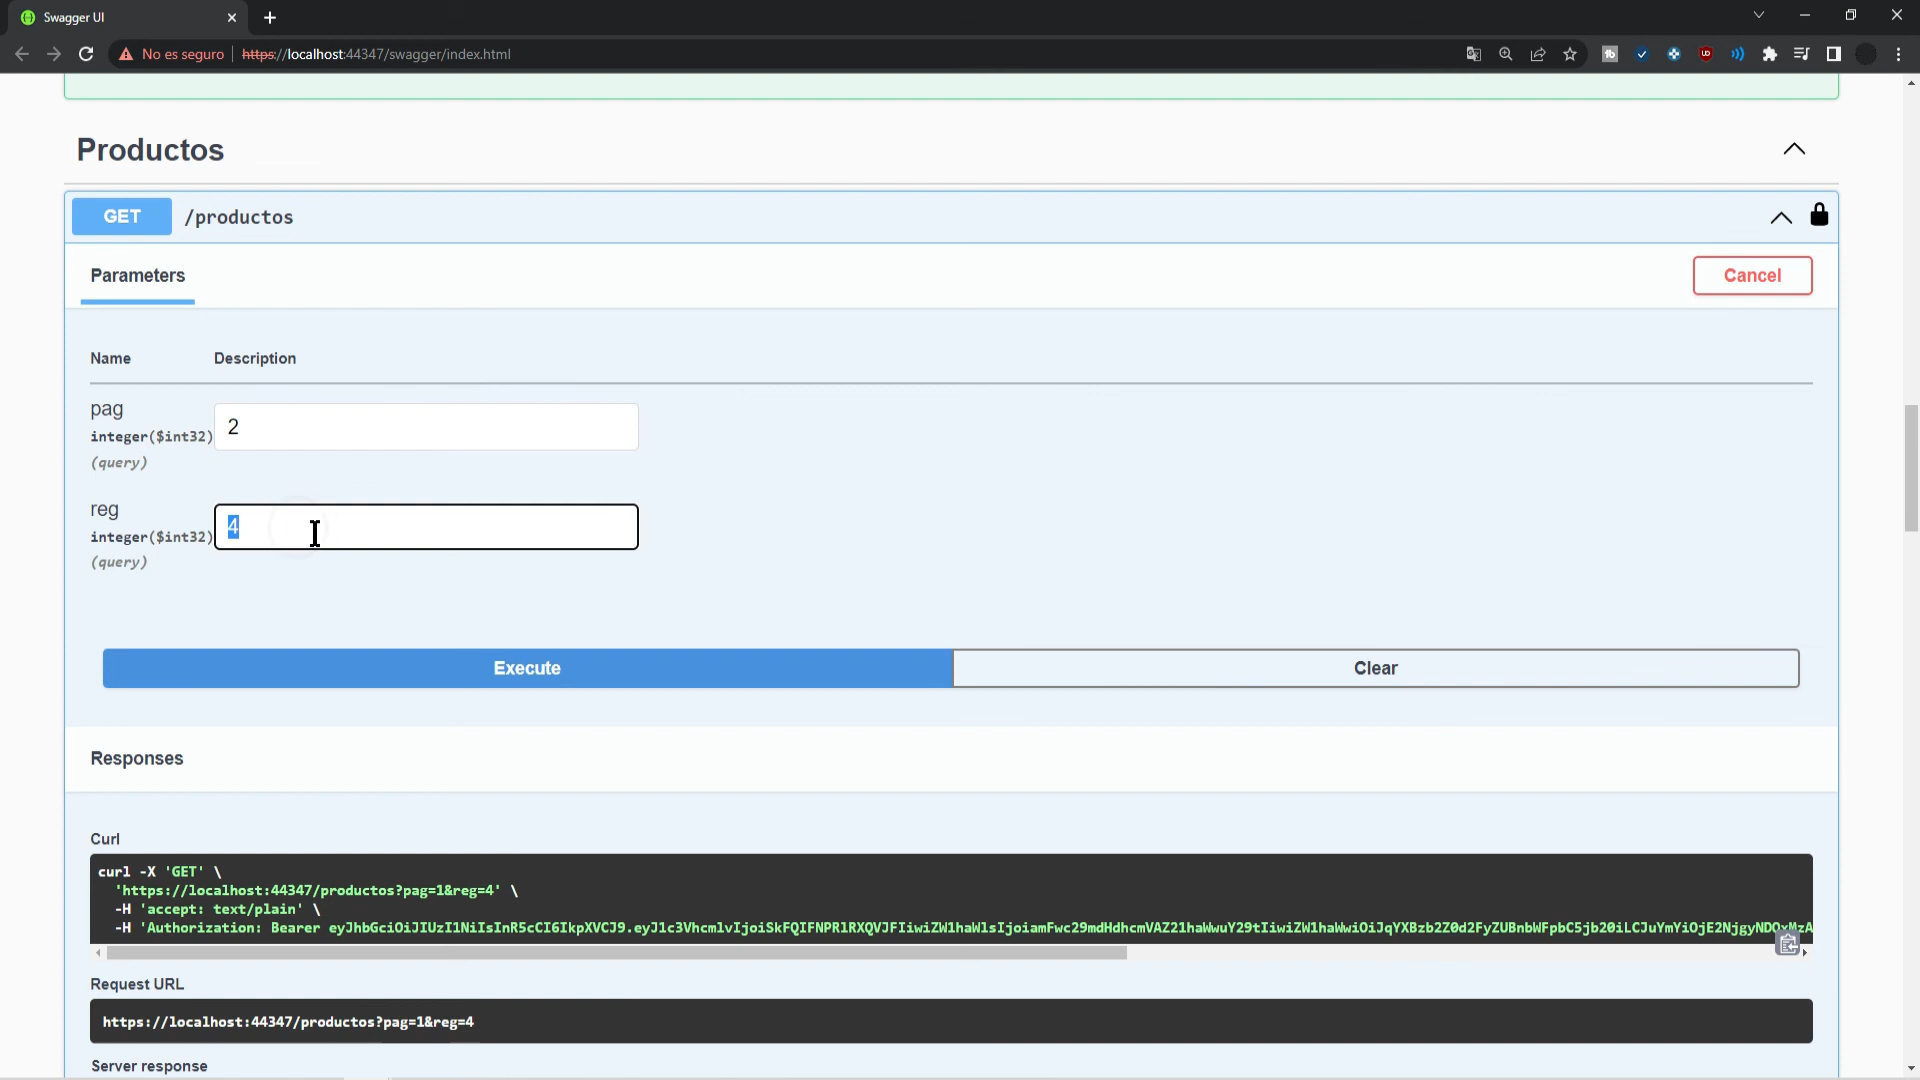 Swagger UI
No es seguro
https://localhost:44347/swagger/index.html
Productos
GET /productos
Parameters
Cancel
Name Description
pag
integer($int32)
(query)
2
reg
integer($int32)
(query)
4
Execute
Clear
Responses
Curl
curl -X 'GET' \
'https://localhost:44347/productos?pag=1&reg=4' \
-H 'accept: text/plain' \
-H 'Authorization: Bearer
Request URL
https://localhost:44347/productos?pag=1&reg=4
Server response